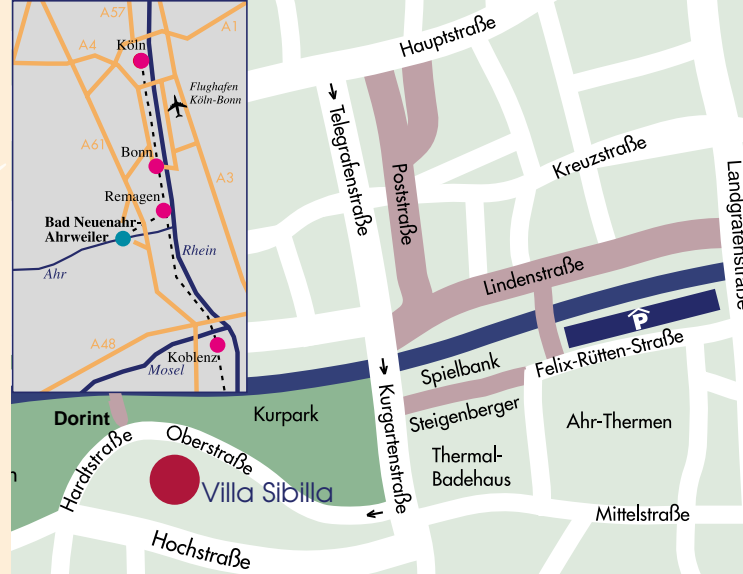 A57
A1
A4
Köln
Flughafen
Köln-Bonn
A61
Bonn
A3
Remagen
Bad Neuenahr-
Ahrweiler
Rhein
Ahr
A48
Koblenz
Mosel
Hauptstraße
Telegrafenstraße
Poststraße
Kreuzstraße
Landgrafenstraße
Lindenstraße
P
Felix-Rütten-Straße
Spielbank
Kurgartenstraße
Steigenberger
Kurpark
Dorint
Ahr-Thermen
Hardtstraße
Oberstraße
Thermal-
Badehaus
Villa Sibilla
Mittelstraße
Hochstraße